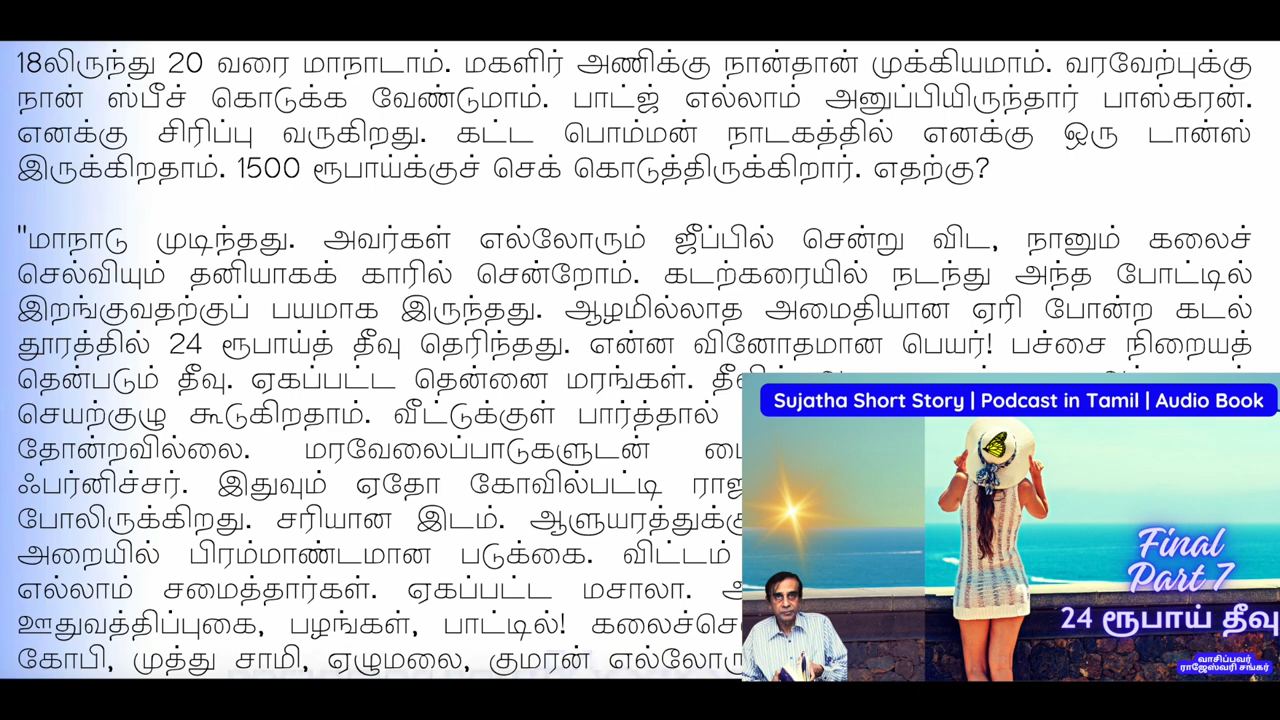 18லிருந்து 20 வரை மாநாடாம். மகளிர் அணிக்கு நான்தான் முக்கியமாம். வரவேற்புக்கு
நான் ஸ்பீச் கொடுக்க வேண்டுமாம். பாட்ஜ் எல்லாம் அனுப்பியிருந்தார் பாஸ்கரன்.
எனக்கு சிரிப்பு வருகிறது. கட்ட பொம்மன் நாடகத்தில் எனக்கு ஒரு டான்ஸ்
இருக்கிறதாம். 1500 ரூபாய்க்குச் செக் கொடுத்திருக்கிறார். எதற்கு?
"மாநாடு முடிந்தது. அவர்கள் எல்லோரும் ஜீப்பில் சென்று விட, நானும் கலைச்
செல்வியும் தனியாகக் காரில் சென்றோம். கடற்கரையில் நடந்து அந்த போட்டில்
இறங்குவதற்குப் பயமாக இருந்தது. ஆழமில்லாத அமைதியான ஏரி போன்ற கடல்
தூரத்தில் 24 ரூபாய்த் தீவு தெரிந்தது. என்ன வினோதமான பெயர்! பச்சை நிறையத்
தென்படும் தீவு. ஏகப்பட்ட தென்னை மரங்கள்.
செயற்குழு கூடுகிறதாம். வீட்டுக்குள் பார்த்தால்
தோன்றவில்லை. மரவேலைப்பாடுகளுடன்
ஃபர்னிச்சர். இதுவும் ஏதோ கோவில்பட்டி
போலிருக்கிறது. சரியான இடம். ஆளுயரத்துக்கு
அறையில் பிரம்மாண்டமான படுக்கை. விட்டம்
எல்லாம் சமைத்தார்கள். ஏகப்பட்ட மசாலா.
ஊதுவத்திப்புகை, பழங்கள், பாட்டில்!
கோபி, முத்து சாமி, ஏழுமலை, குமரன்
Sujatha Short Story | Podcast in Tamil | Audio Book
Final
Part 7
24 ரூபாய் தீவு
வாசிப்பவர்
ராஜேஸ்வரி சங்கர்